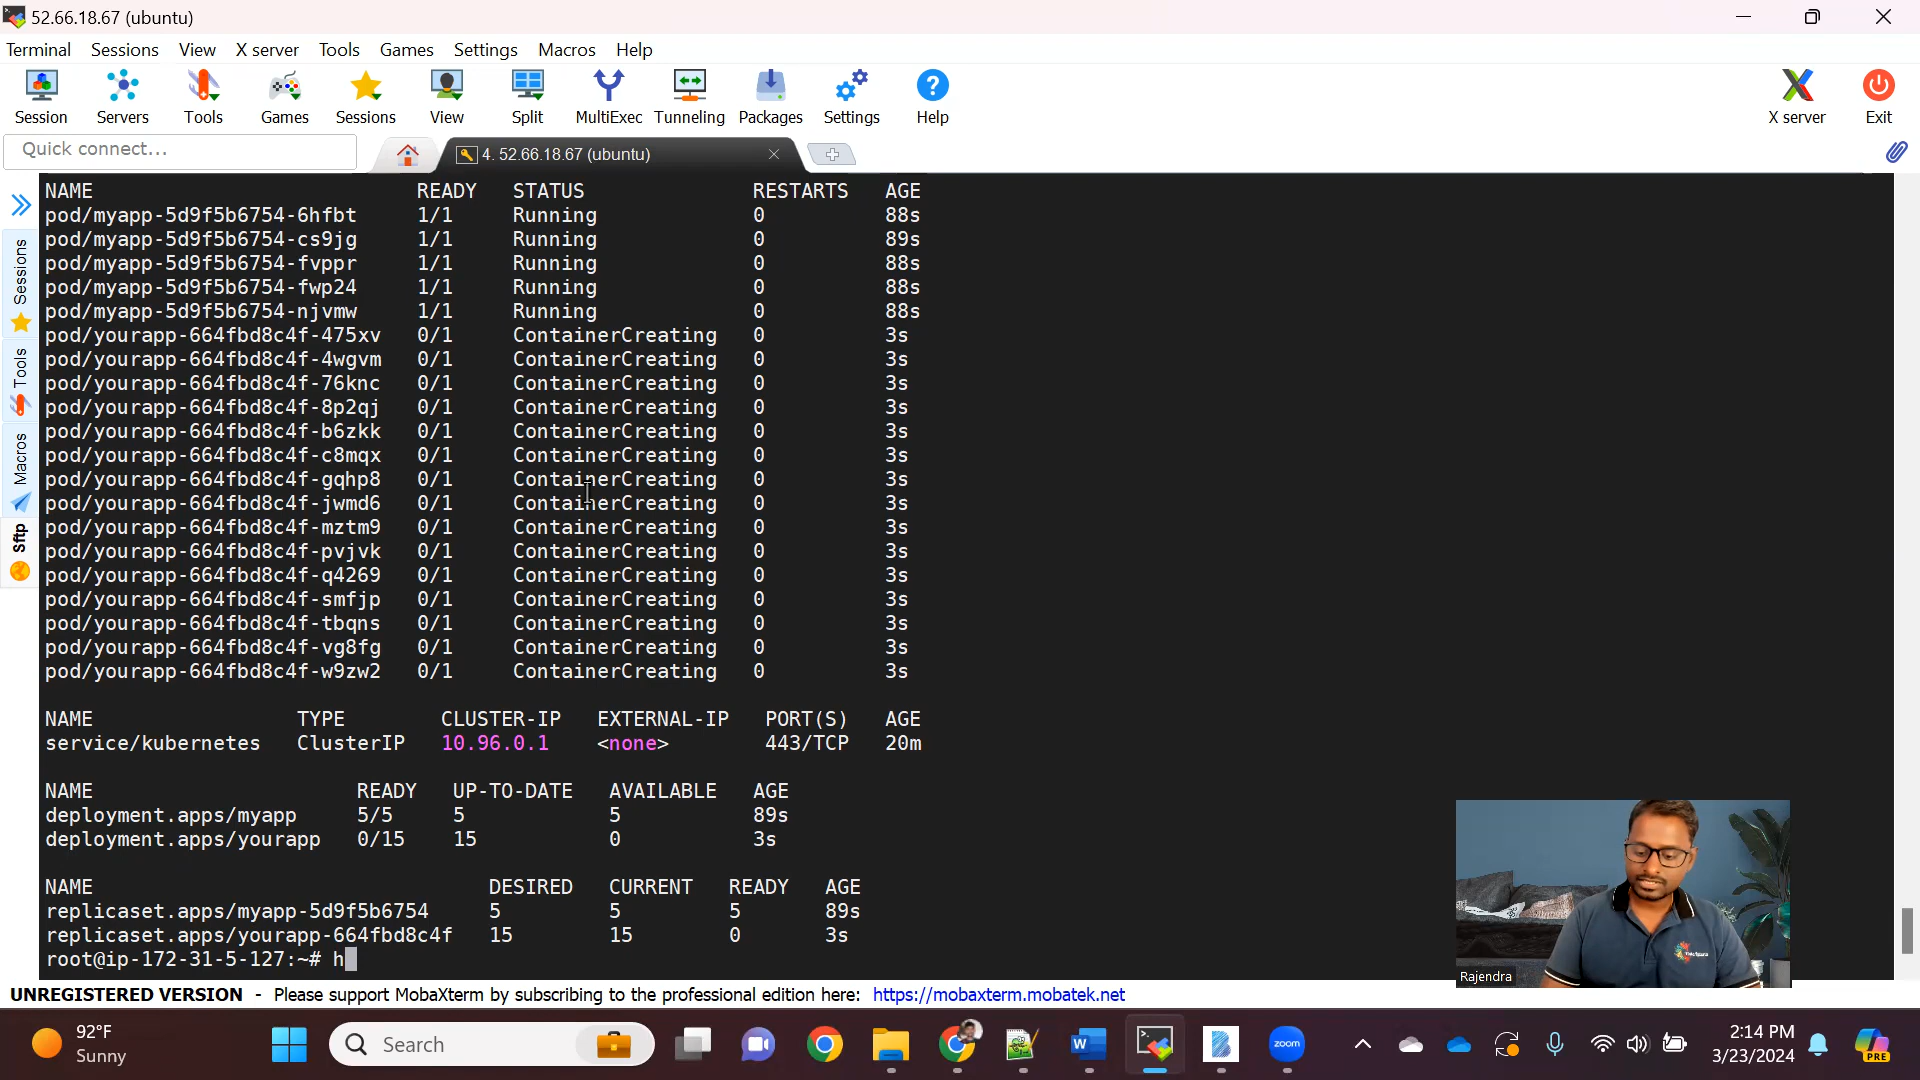 52.66.18.67 (ubuntu)
Terminal Sessions View X server Tools Games Settings Macros Help
Session Servers Tools Games Sessions View Split MultiExec Tunneling Packages Settings Help X server Exit
Quick connect...
4. 52.66.18.67 (ubuntu)
Sessions
Tools
Macros
Sftp
NAME READY STATUS RESTARTS AGE
pod/myapp-5d9f5b6754-6hfbt 1/1 Running 0 88s
pod/myapp-5d9f5b6754-cs9jg 1/1 Running 0 89s
pod/myapp-5d9f5b6754-fvppr 1/1 Running 0 88s
pod/myapp-5d9f5b6754-fwp24 1/1 Running 0 88s
pod/myapp-5d9f5b6754-njvmw 1/1 Running 0 88s
pod/yourapp-664fbd8c4f-475xv 0/1 ContainerCreating 0 3s
pod/yourapp-664fbd8c4f-4wgvm 0/1 ContainerCreating 0 3s
pod/yourapp-664fbd8c4f-76knc 0/1 ContainerCreating 0 3s
pod/yourapp-664fbd8c4f-8p2qj 0/1 ContainerCreating 0 3s
pod/yourapp-664fbd8c4f-b6zkk 0/1 ContainerCreating 0 3s
pod/yourapp-664fbd8c4f-c8mqx 0/1 ContainerCreating 0 3s
pod/yourapp-664fbd8c4f-gqhp8 0/1 ContainerCreating 0 3s
pod/yourapp-664fbd8c4f-jwmd6 0/1 ContainerCreating 0 3s
pod/yourapp-664fbd8c4f-mztm9 0/1 ContainerCreating 0 3s
pod/yourapp-664fbd8c4f-pvjvk 0/1 ContainerCreating 0 3s
pod/yourapp-664fbd8c4f-q4269 0/1 ContainerCreating 0 3s
pod/yourapp-664fbd8c4f-smfjp 0/1 ContainerCreating 0 3s
pod/yourapp-664fbd8c4f-tbqns 0/1 ContainerCreating 0 3s
pod/yourapp-664fbd8c4f-vg8fg 0/1 ContainerCreating 0 3s
pod/yourapp-664fbd8c4f-w9zw2 0/1 ContainerCreating 0 3s
NAME TYPE CLUSTER-IP EXTERNAL-IP PORT(S) AGE
service/kubernetes ClusterIP 10.96.0.1 <none> 443/TCP 20m
NAME READY UP-TO-DATE AVAILABLE AGE
deployment.apps/myapp 5/5 5 5 89s
deployment.apps/yourapp 0/15 15 0 3s
NAME DESIRED CURRENT READY AGE
replicaset.apps/myapp-5d9f5b6754 5 5 5 89s
replicaset.apps/yourapp-664fbd8c4f 15 15 0 3s
root@ip-172-31-5-127:~# h
Rajendra
UNREGISTERED VERSION - Please support MobaXterm by subscribing to the professional edition here: https://mobaxterm.mobatek.net
92°F
Sunny
Search
zoom
2:14 PM
3/23/2024
PRE